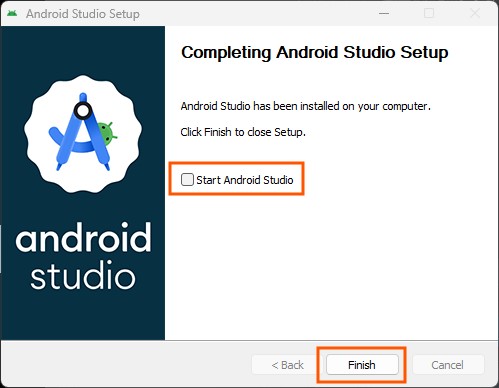 Android Studio Setup
Completing Android Studio Setup
Android Studio has been installed on your computer.
Click Finish to close Setup.
Start Android Studio
android
studio
< Back
Finish
Cancel